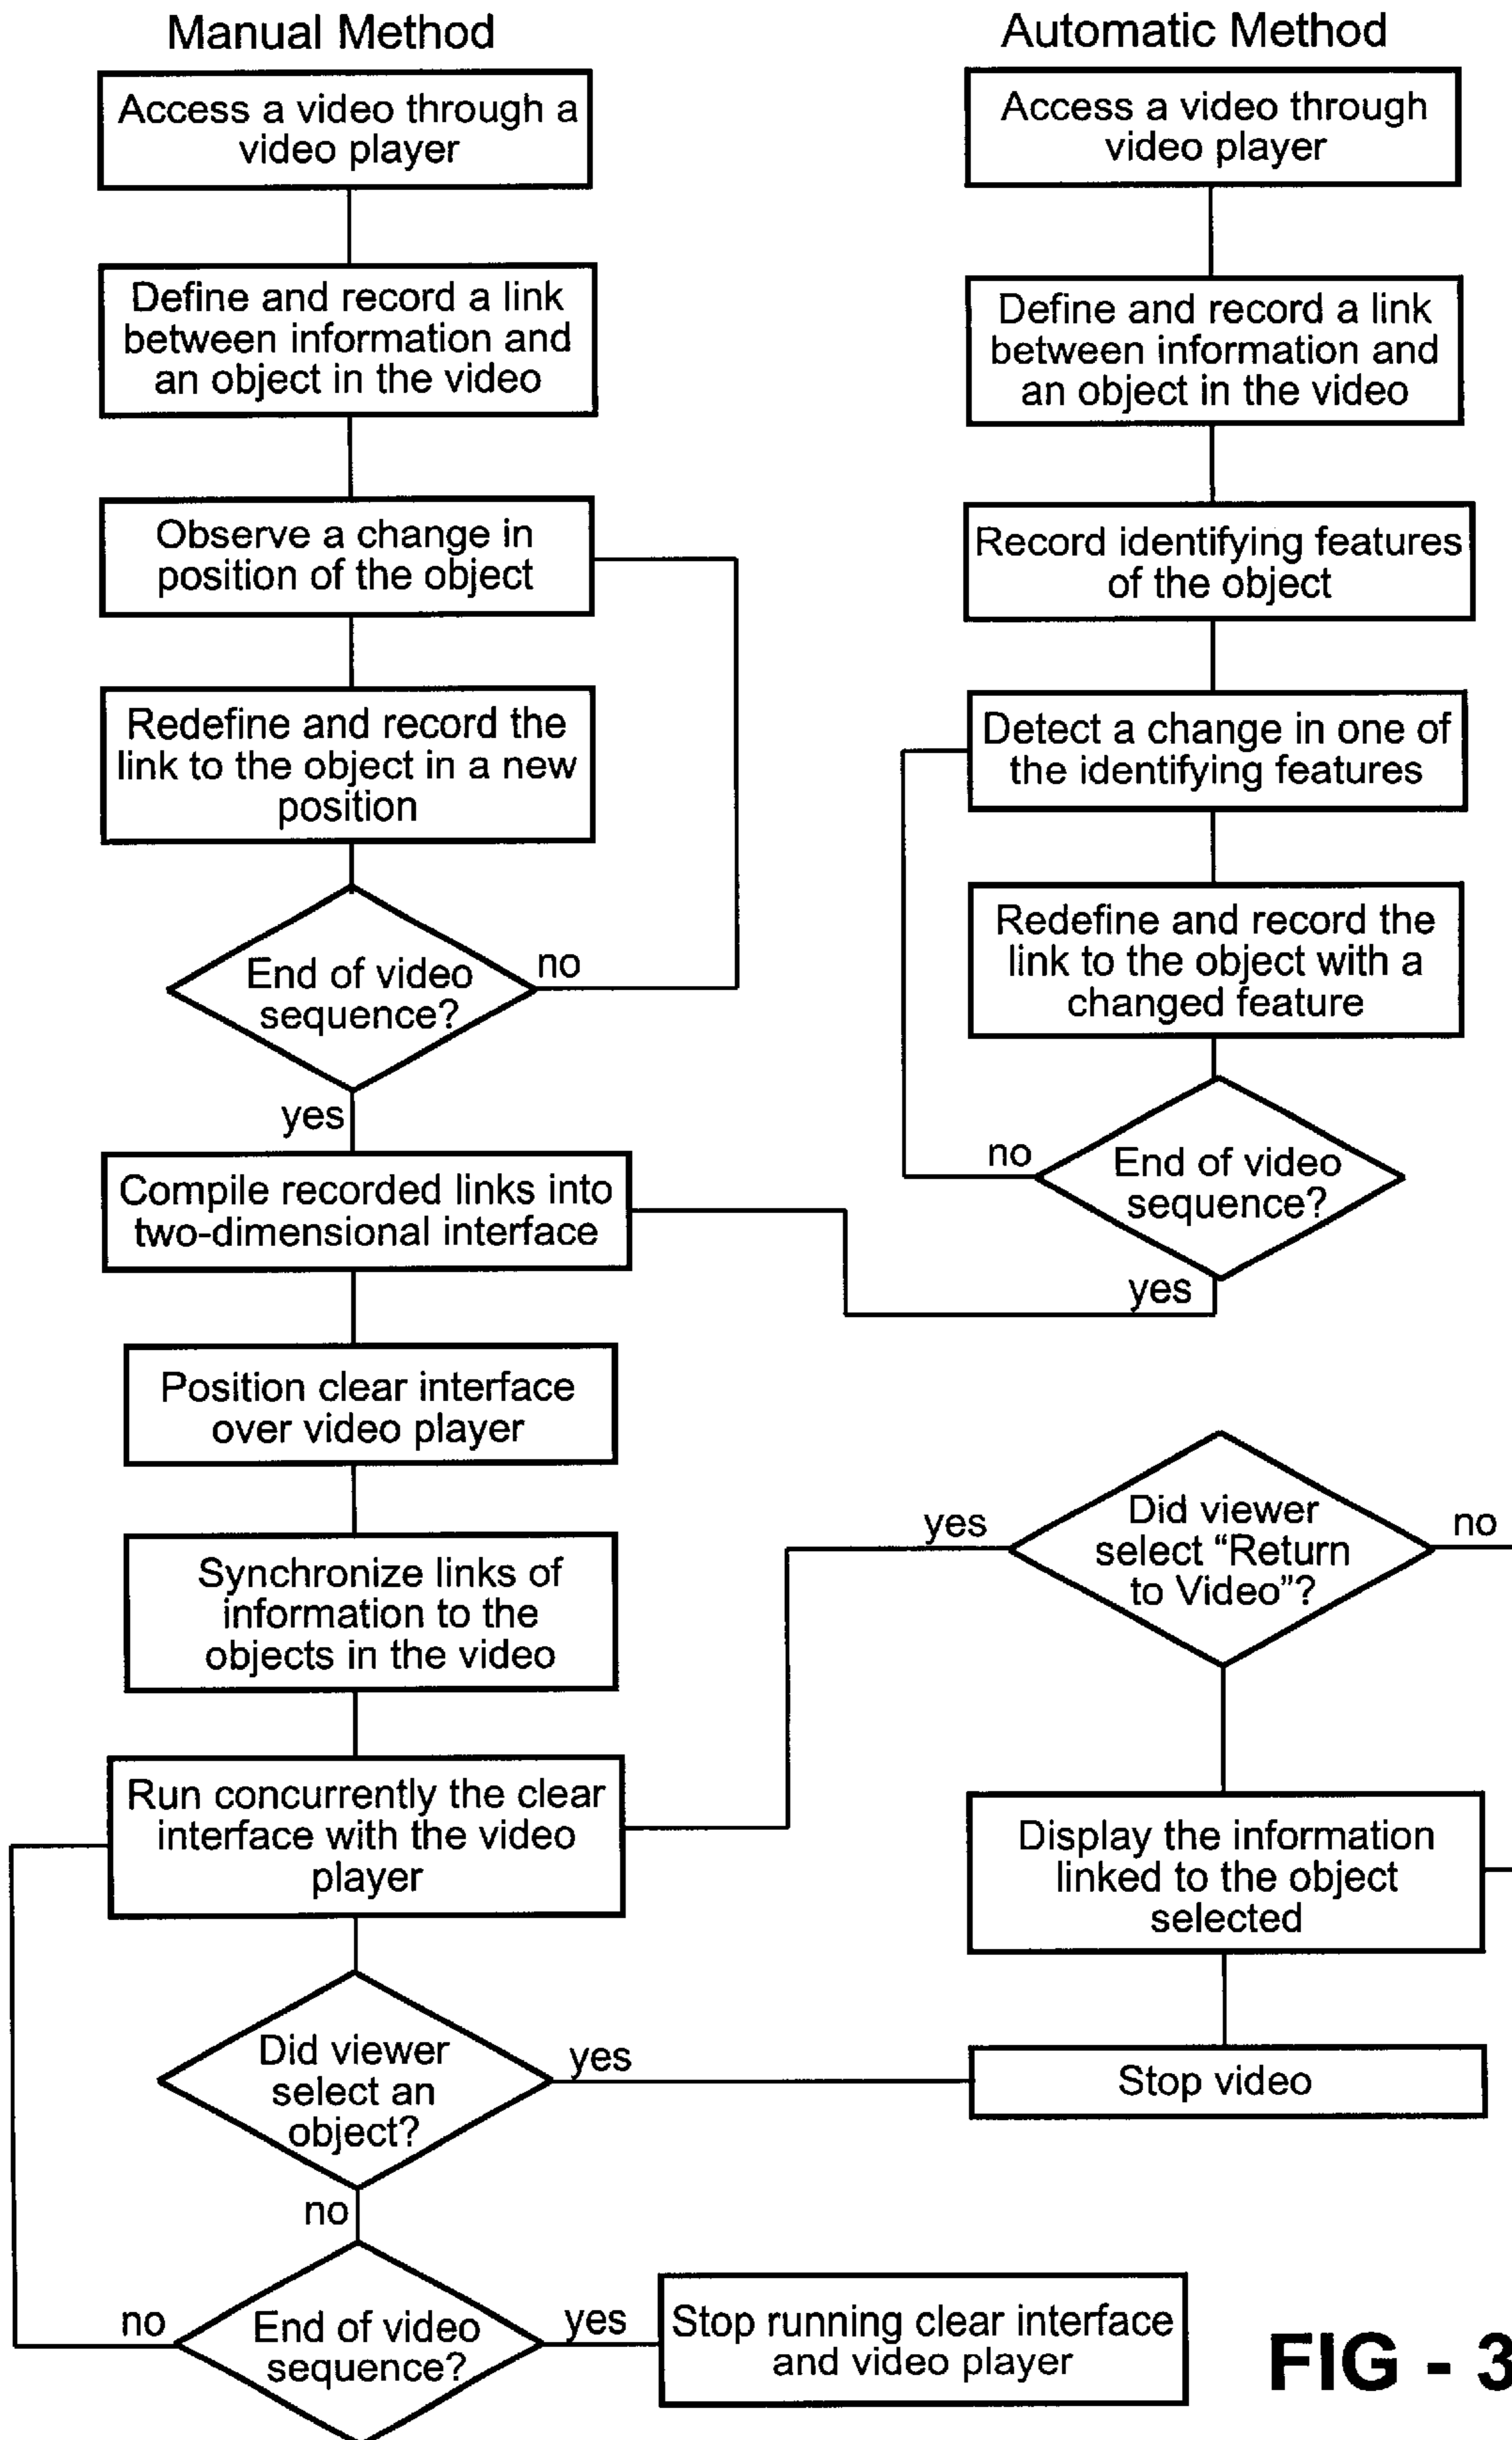 Manual Method
Access a video through a
video player
Define and record a link
between information and
an object in the video
Observe a change in
position of the object
Redefine and record the
link to the object in a new
position
End of video
sequence?
no
yes
Compile recorded links into
two-dimensional interface
Position clear interface
over video player
Synchronize links of
information to the
objects in the video
Run concurrently the clear
interface with the video
player
Did viewer
select an
object?
yes
no
End of video
sequence?
no
yes
Stop running clear interface
and video player
Automatic Method
Access a video through
video player
Define and record a link
between information and
an object in the video
Record identifying features
of the object
Detect a change in one of
the identifying features
Redefine and record the
link to the object with a
changed feature
End of video
sequence?
no
yes
Did viewer
select “Return
to Video”?
yes
no
Display the information
linked to the object
selected
Stop video
FIG - 3